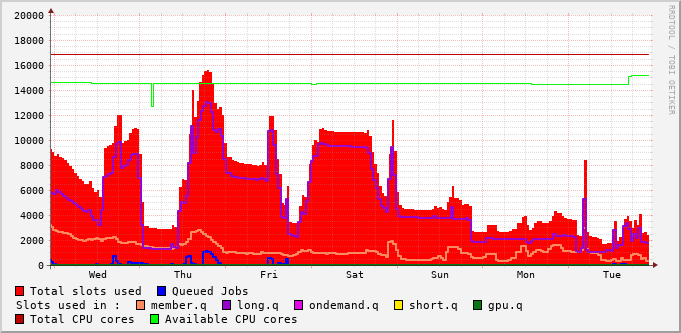 20000
18000
16000
14000
12000
10000
8000
6000
4000
2000
0
Wed Thu Fri Sat Sun Mon Tue
RRDTOOL / TOBI OETIKER
Total slots used Queued Jobs
Slots used in : member.q long.q ondemand.q short.q gpu.q
Total CPU cores Available CPU cores